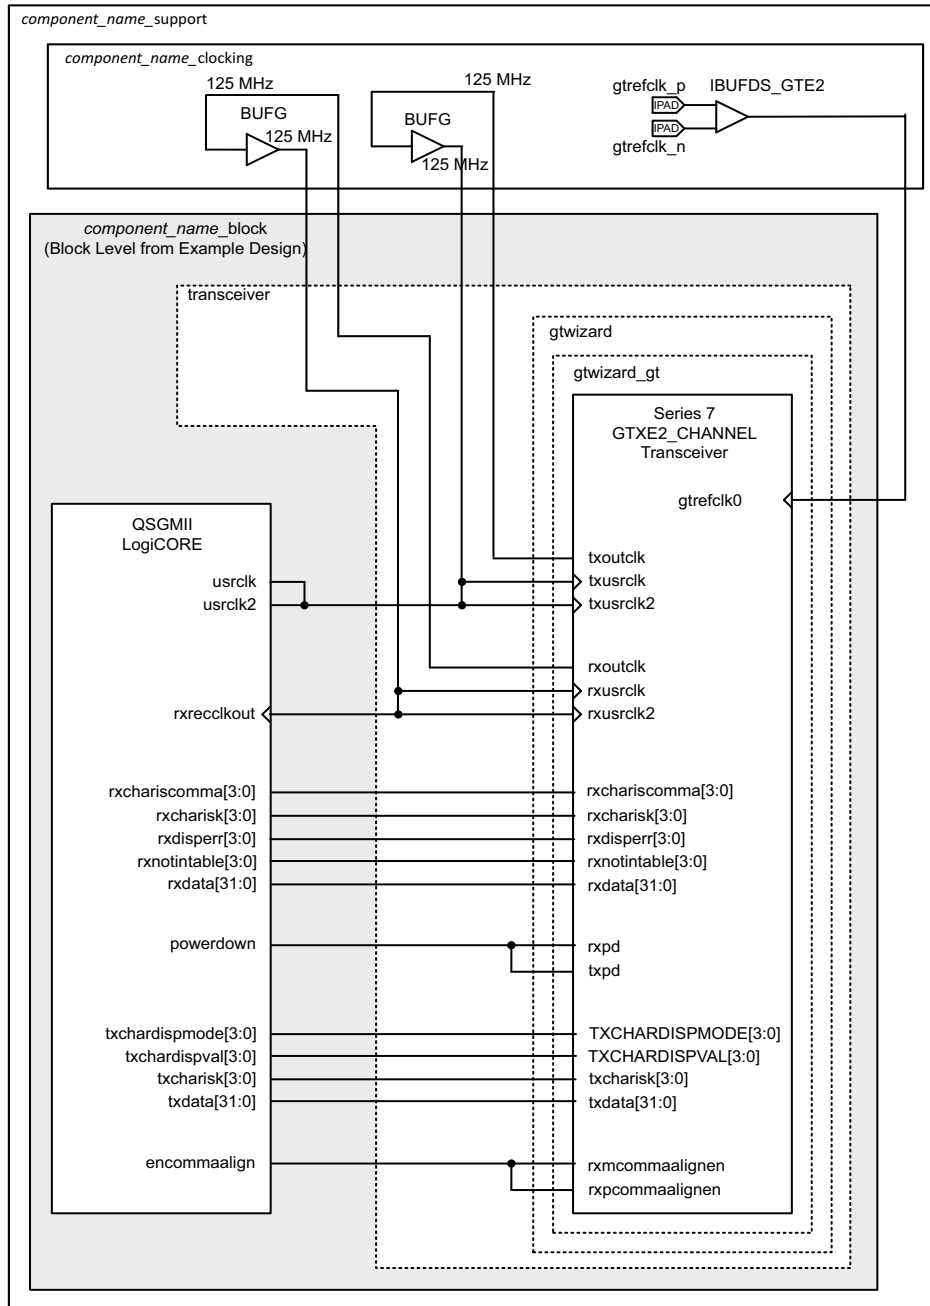 component_name_support
component_name_clocking
125 MHz
125 MHz
gtrefclk_p
IBUFDS_GTE2
BUFG
BUFG
IPAD
IPAD
125 MHz
125 MHz
gtrefclk_n
component_name_block
(Block Level from Example Design)
transceiver
gtwizard
gtwizard_gt
Series 7
GTXE2_CHANNEL
Transceiver
gtrefclk0
QSGMII
LogiCORE
txoutclk
usrclk
txusrclk
usrclk2
txusrclk2
rxoutclk
rxusrclk
rxrecclkout
rxusrclk2
rxchariscomma[3:0]
rxchariscomma[3:0]
rxcharisk[3:0]
rxcharisk[3:0]
rxdisperr[3:0]
rxdisperr[3:0]
rxnotintable[3:0]
rxnotintable[3:0]
rxdata[31:0]
rxdata[31:0]
powerdown
rxpd
txpd
txchardispmode[3:0]
TXCHARDISPMODE[3:0]
txchardispval[3:0]
TXCHARDISPVAL[3:0]
txcharisk[3:0]
txcharisk[3:0]
txdata[31:0]
txdata[31:0]
encommaalign
rxmcommaalignen
rxpcommaalignen